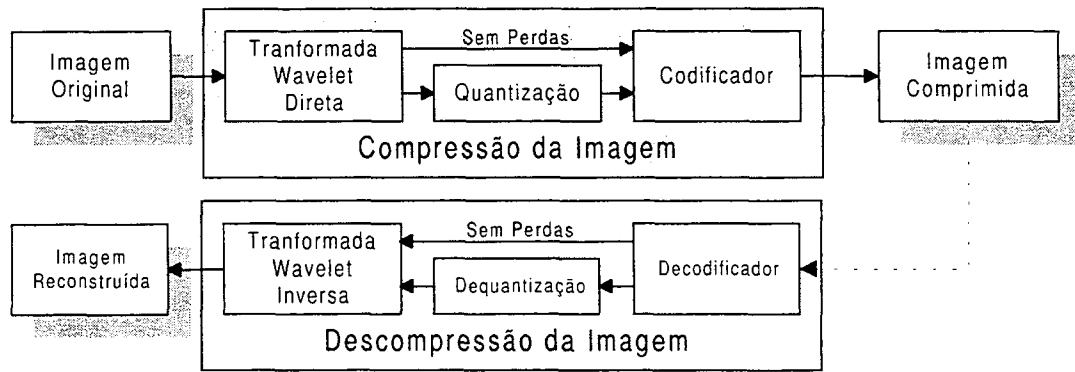 Imagem
Original
Tranformada
Wavelet
Direta
Sem Perdas
Quantização
Codificador
Imagem
Comprimida
Compressão da Imagem
Imagem
Reconstruída
Tranformada
Wavelet
Inversa
Sem Perdas
Dequantização
Decodificador
Descompressão da Imagem